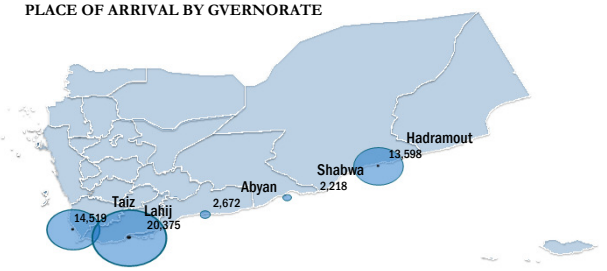 PLACE OF ARRIVAL BY GVERNORATE
Hadramout
13,598
Shabwa
2,218
Abyan
2,672
Taiz
14,519
Lahij
20,375